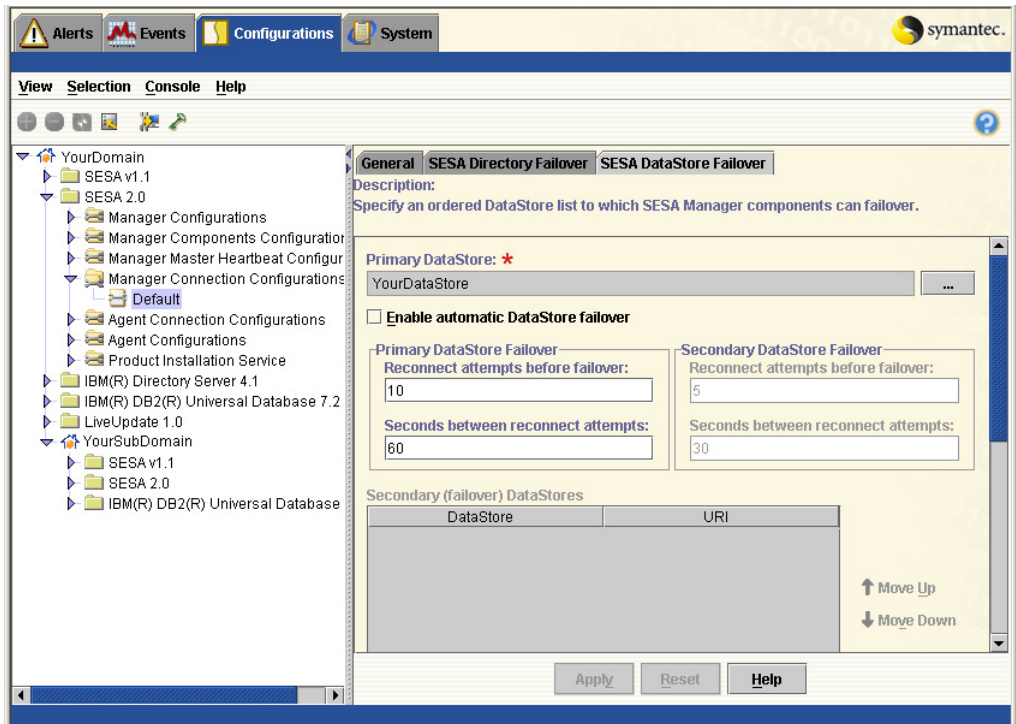 Alerts Events Configurations System symantec.
View Selection Console Help
YourDomain
SESA v1.1
SESA 2.0
Manager Configurations
Manager Components Configuration
Manager Master Heartbeat Configur
Manager Connection Configurations
Default
Agent Connection Configurations
Agent Configurations
Product Installation Service
IBM(R) Directory Server 4.1
IBM(R) DB2(R) Universal Database 7.2
LiveUpdate 1.0
YourSubDomain
SESA v1.1
SESA 2.0
IBM(R) DB2(R) Universal Database
General SESA Directory Failover SESA DataStore Failover
Description:
Specify an ordered DataStore list to which SESA Manager components can failover.
Primary DataStore: *
YourDataStore ...
Enable automatic DataStore failover
Primary DataStore Failover
Reconnect attempts before failover:
10
Seconds between reconnect attempts:
60
Secondary DataStore Failover
Reconnect attempts before failover:
5
Seconds between reconnect attempts:
30
Secondary (failover) DataStores
DataStore URI
Move Up
Move Down
Apply Reset Help